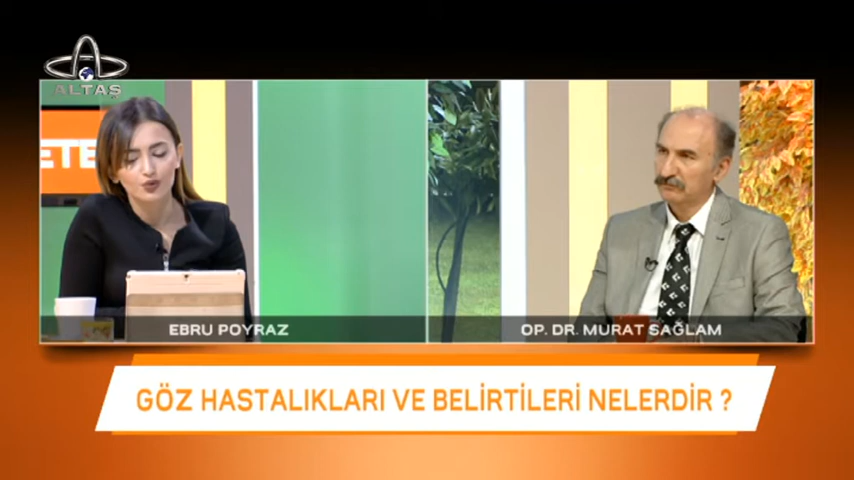 ALTAŞ
ETE
EBRU POYRAZ
OP. DR. MURAT SAĞLAM
GÖZ HASTALIKLARI VE BELİRTİLERİ NELERDİR ?